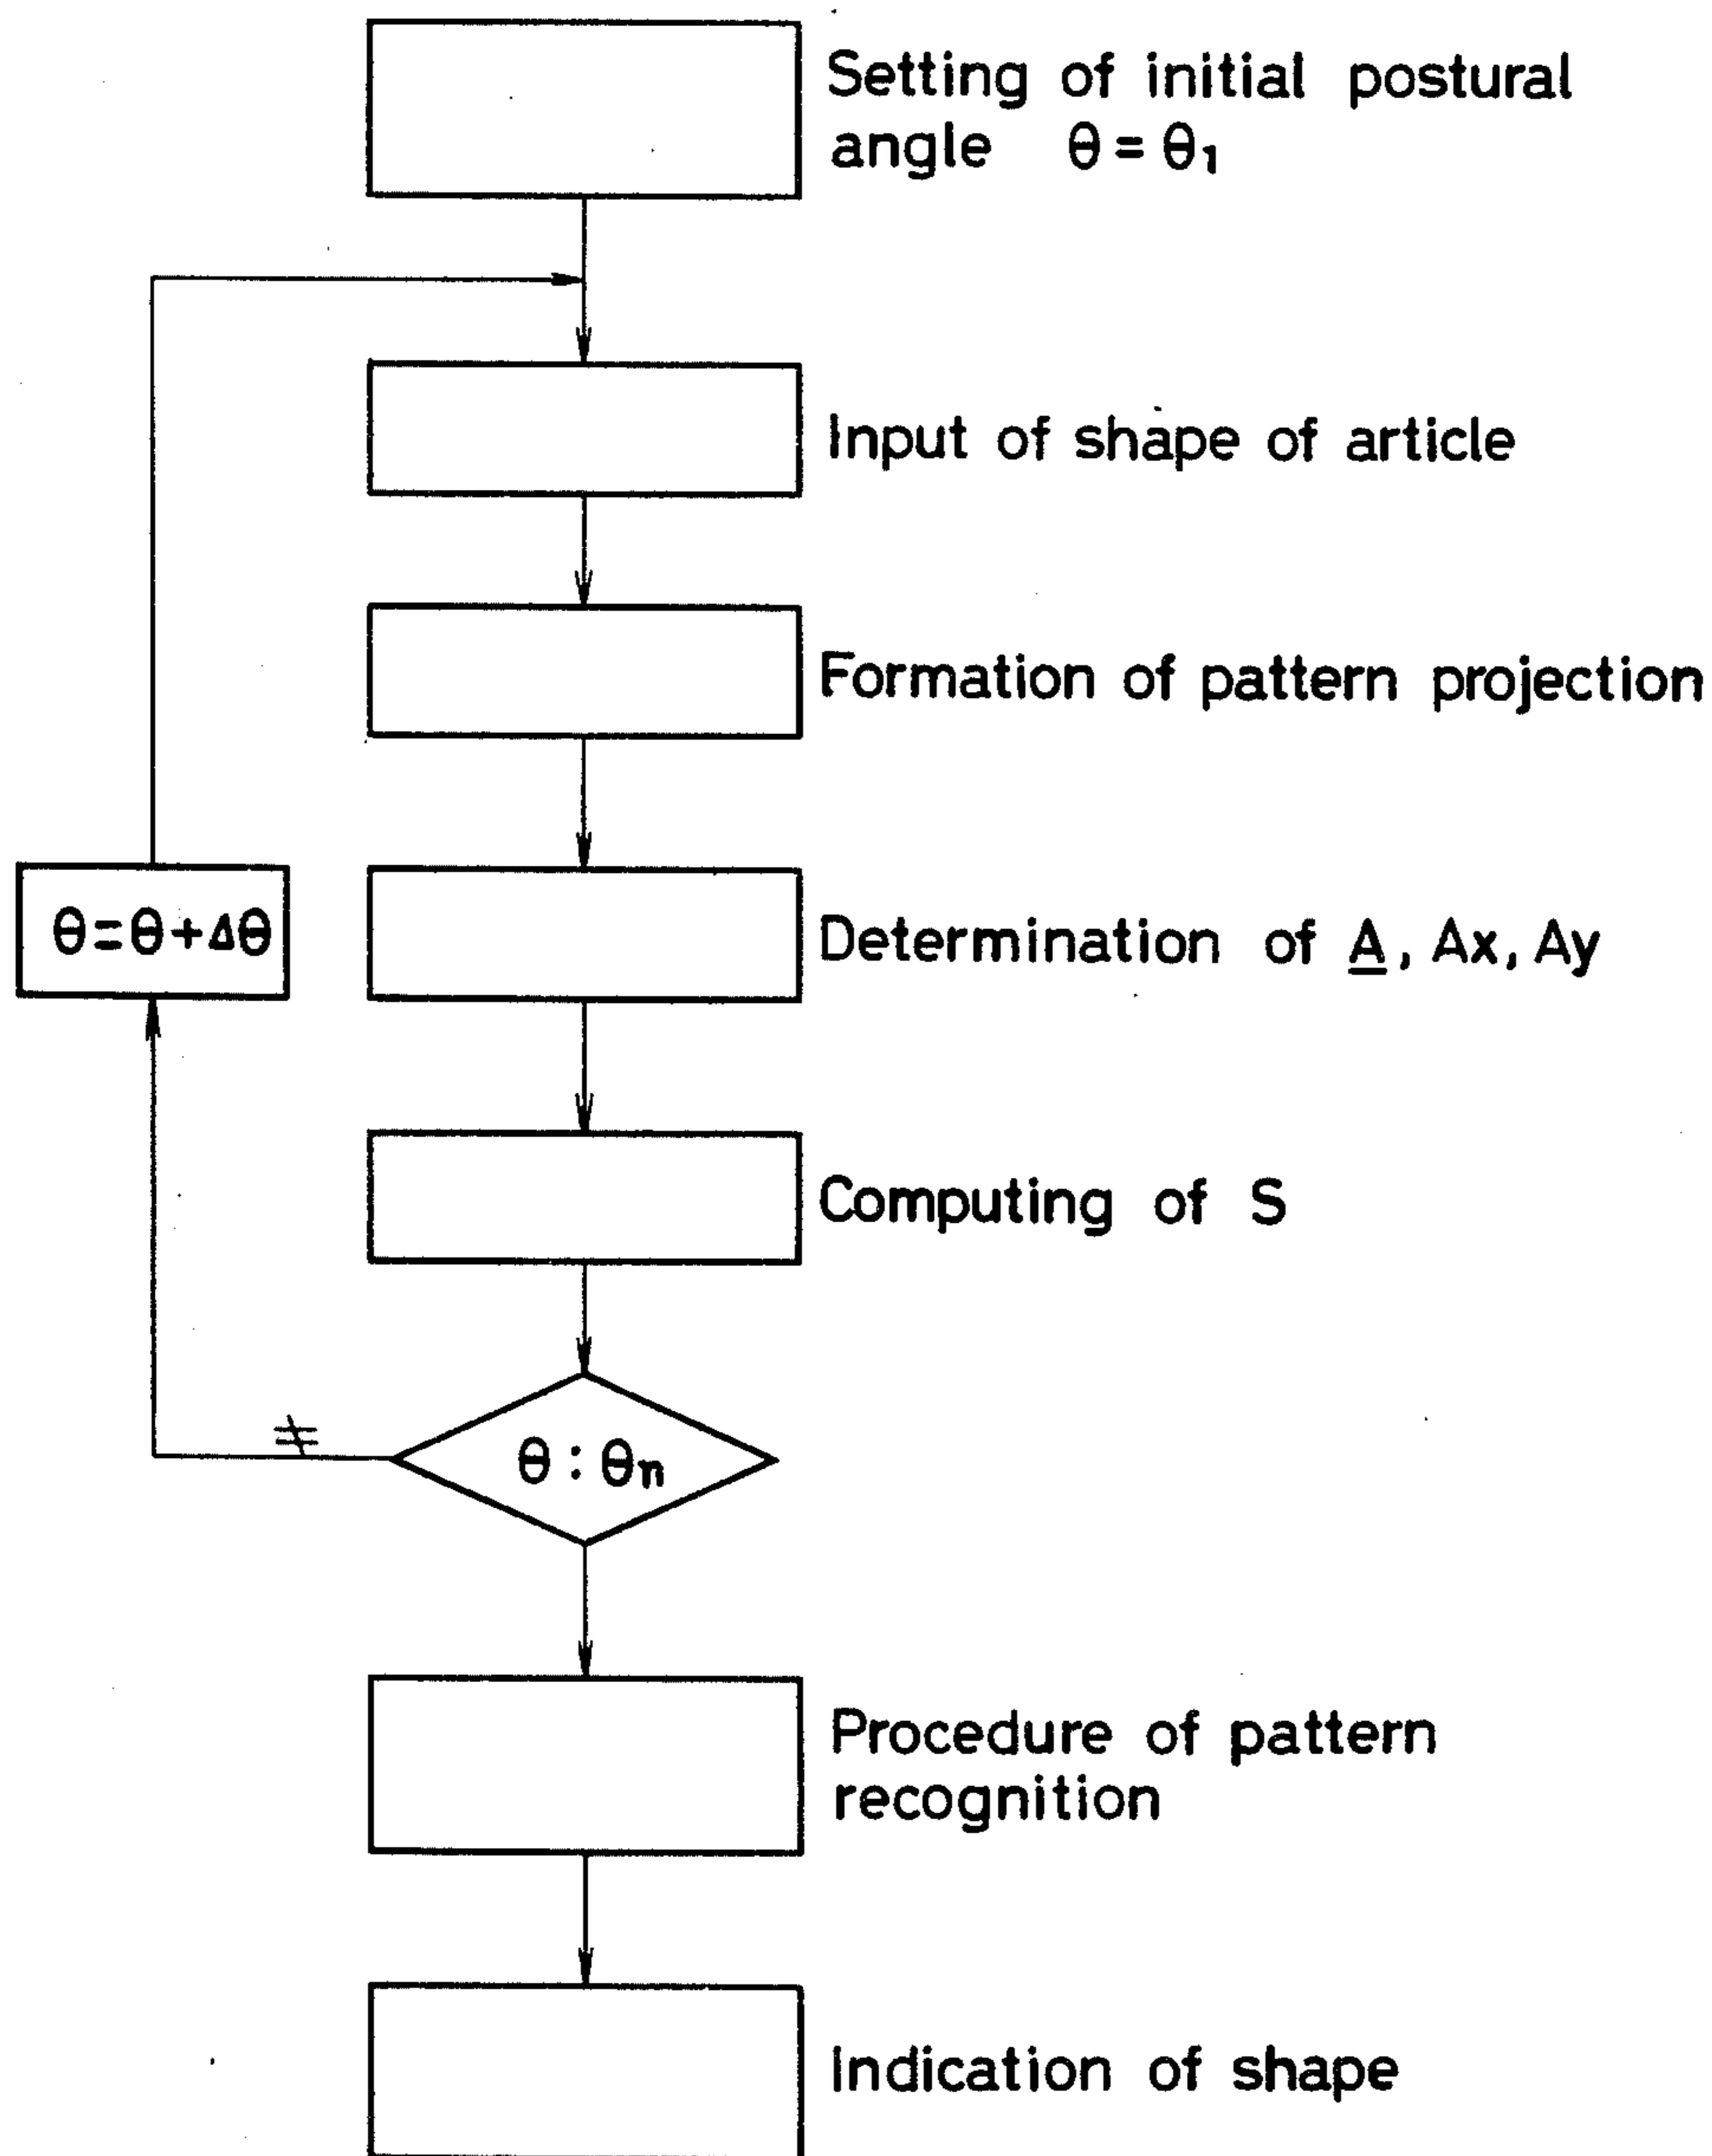 Setting of initial postural
angle θ = θ₁
Input of shape of article
Formation of pattern projection
θ=θ+Δθ
Determination of A̲, Ax, Ay
Computing of S
≠
θ : θn
Procedure of pattern
recognition
Indication of shape